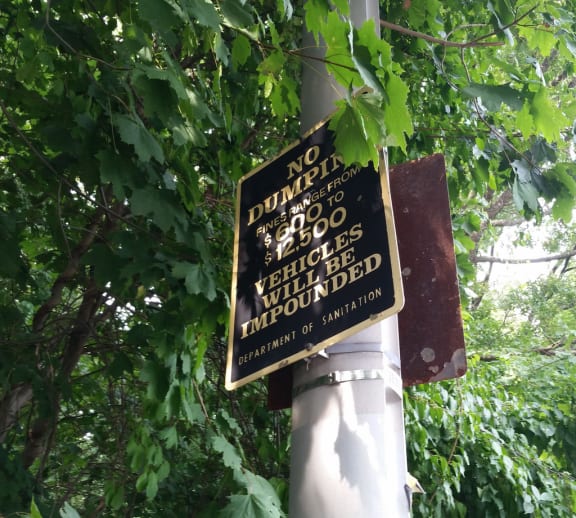 NO
DUMPIN
FINES RANGE FROM
$600 TO
$12,500
VEHICLES
WILL BE
IMPOUNDED
DEPARTMENT OF SANITATION